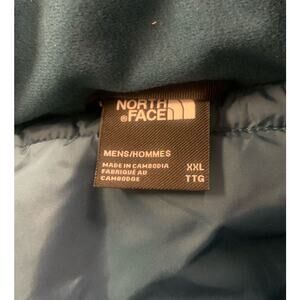 NORTH
FACE
MENS/HOMMES
MADE IN CAMBODIA
FABRIQUÉ AU
CAMBODGE
XXL
TTG